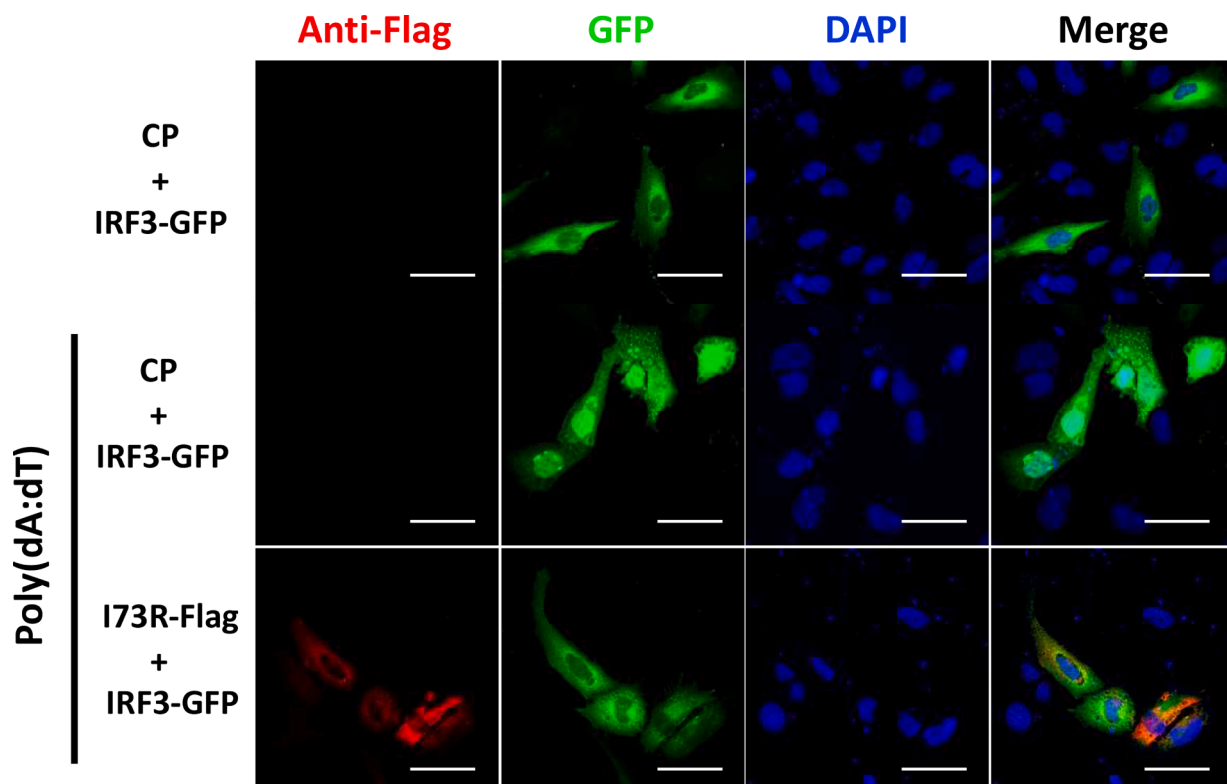 Anti-Flag GFP DAPI Merge
CP
+
IRF3-GFP
Poly(dA:dT)
CP
+
IRF3-GFP
I73R-Flag
+
IRF3-GFP